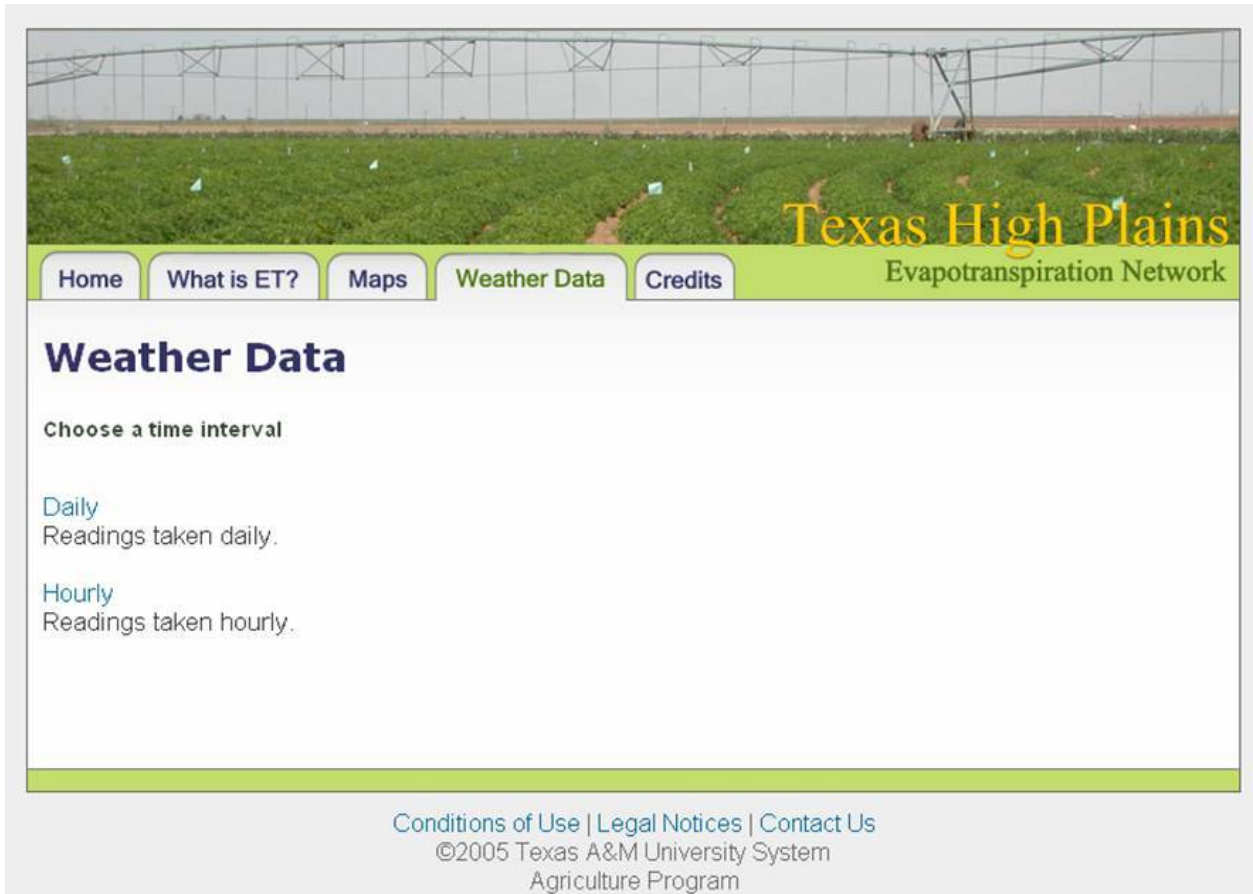 Texas High Plains
Evapotranspiration Network
Home
What is ET?
Maps
Weather Data
Credits
Weather Data
Choose a time interval
Daily
Readings taken daily.
Hourly
Readings taken hourly.
Conditions of Use | Legal Notices | Contact Us
©2005 Texas A&M University System
Agriculture Program